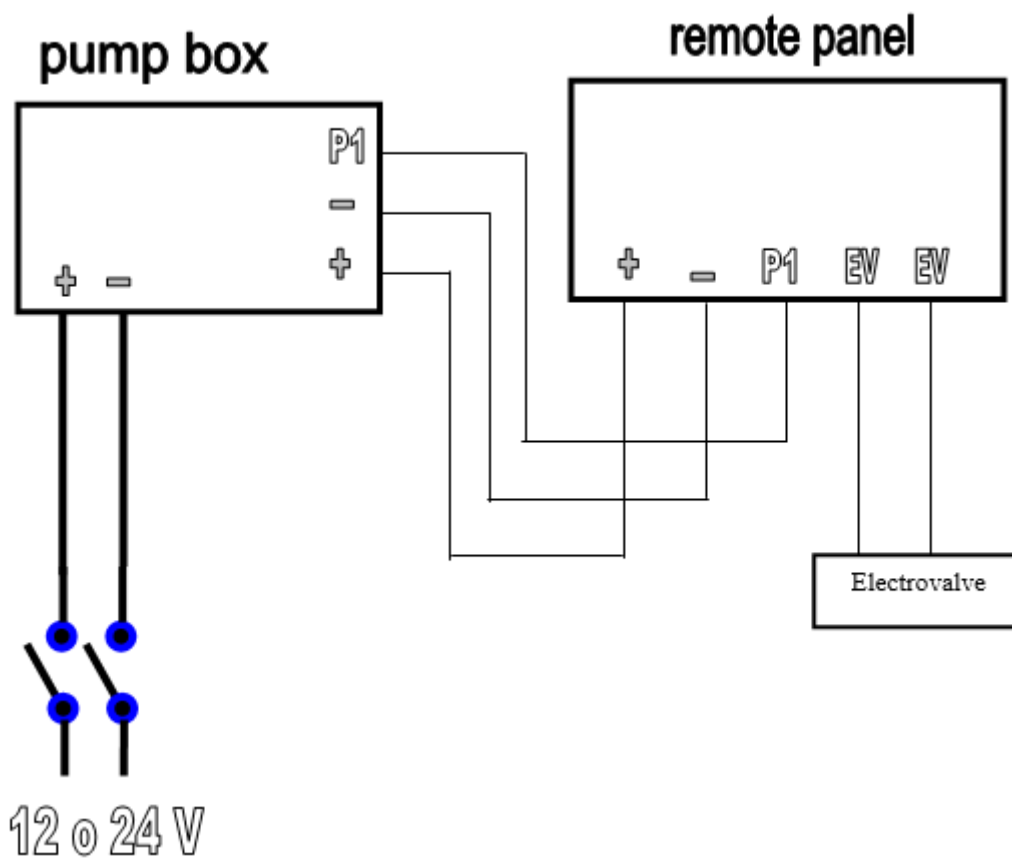 pump box
remote panel
P1
−
+
+ −
+ − P1 EV EV
Electrovalve
12 o 24 V